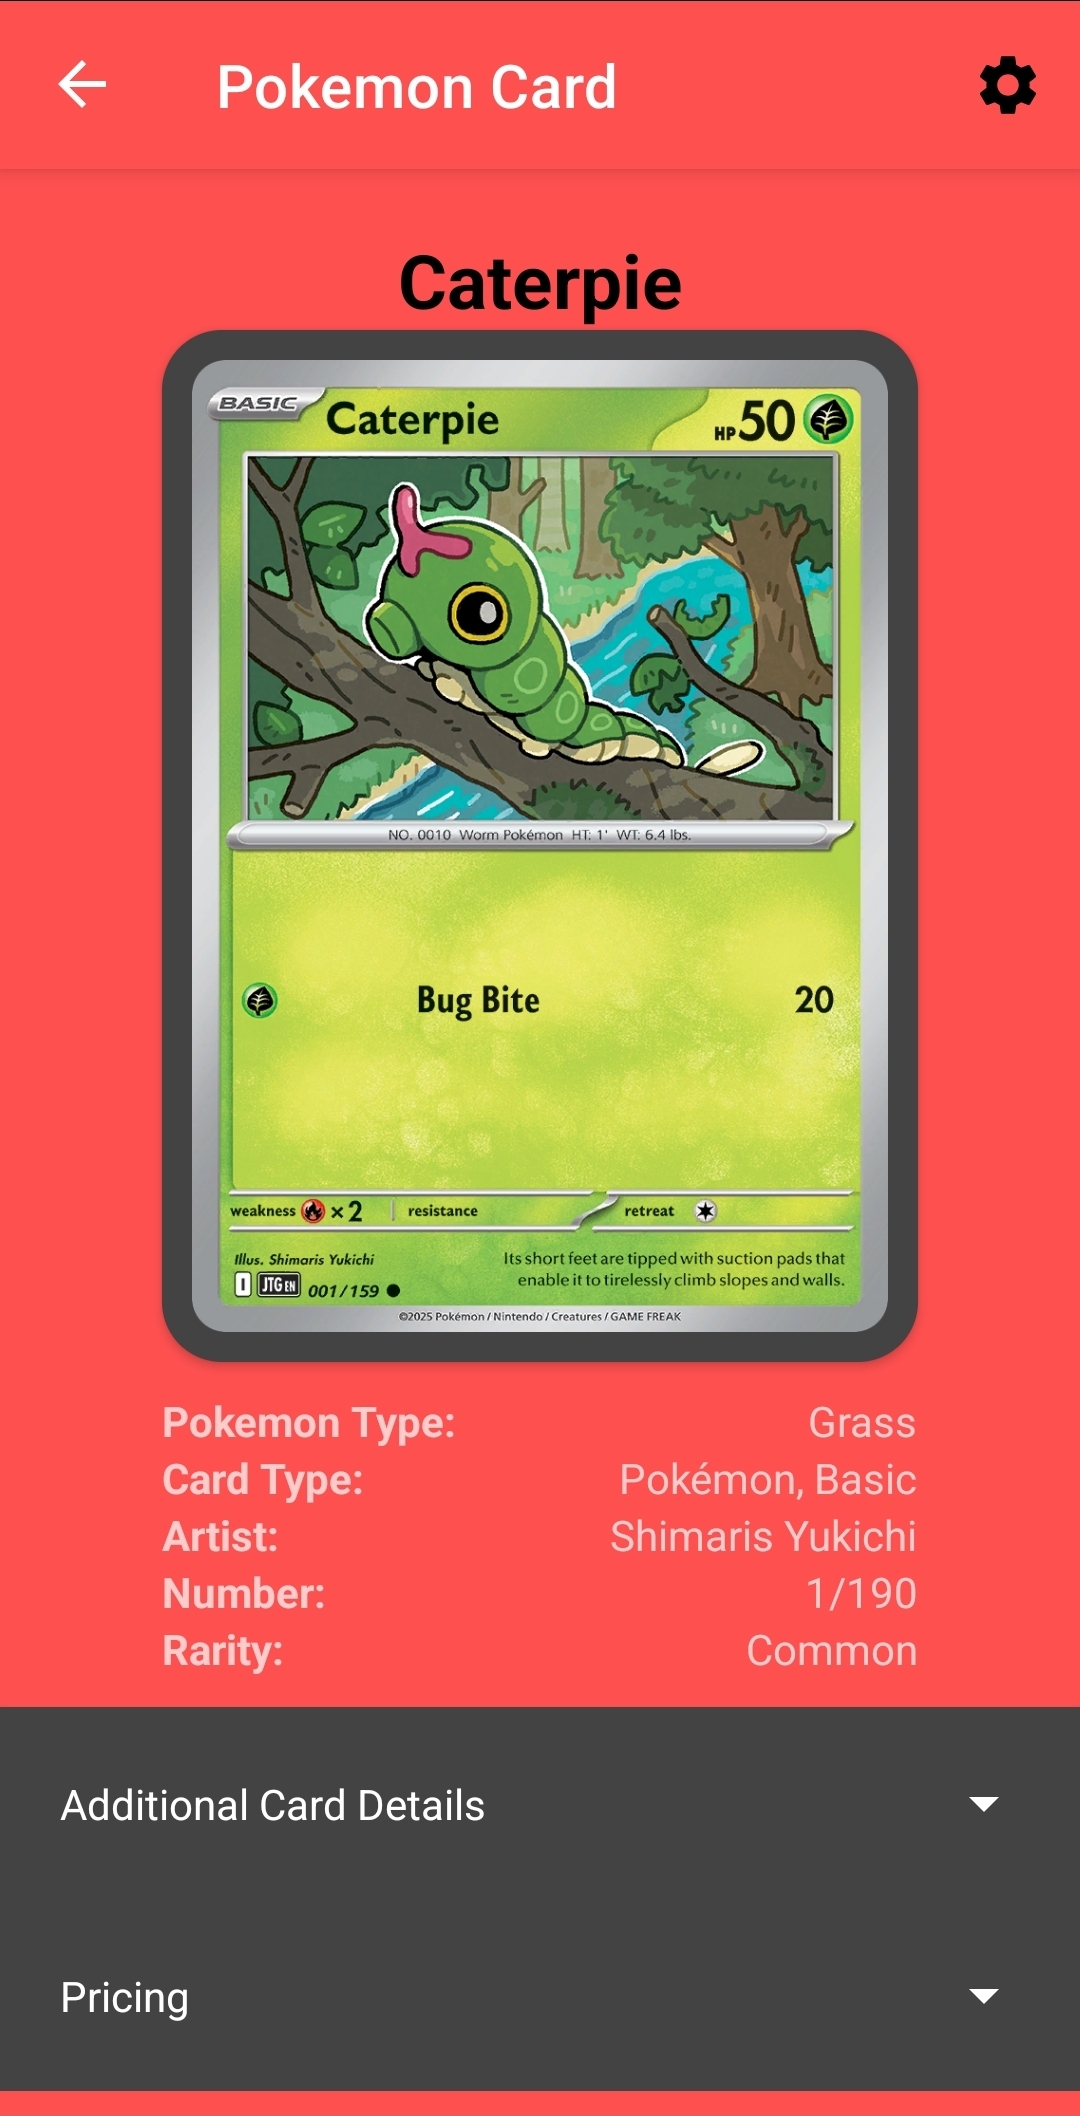 Pokemon Card
Caterpie
BASIC
Caterpie
HP 50
NO. 0010 Worm Pokémon HT: 1' WT: 6.4 lbs.
Bug Bite 20
weakness ×2 resistance retreat
Illus. Shimaris Yukichi
Its short feet are tipped with suction pads that
enable it to tirelessly climb slopes and walls.
I JTG EN 001/159
©2025 Pokémon / Nintendo / Creatures / GAME FREAK
Pokemon Type: Grass
Card Type: Pokémon, Basic
Artist: Shimaris Yukichi
Number: 1/190
Rarity: Common
Additional Card Details
Pricing